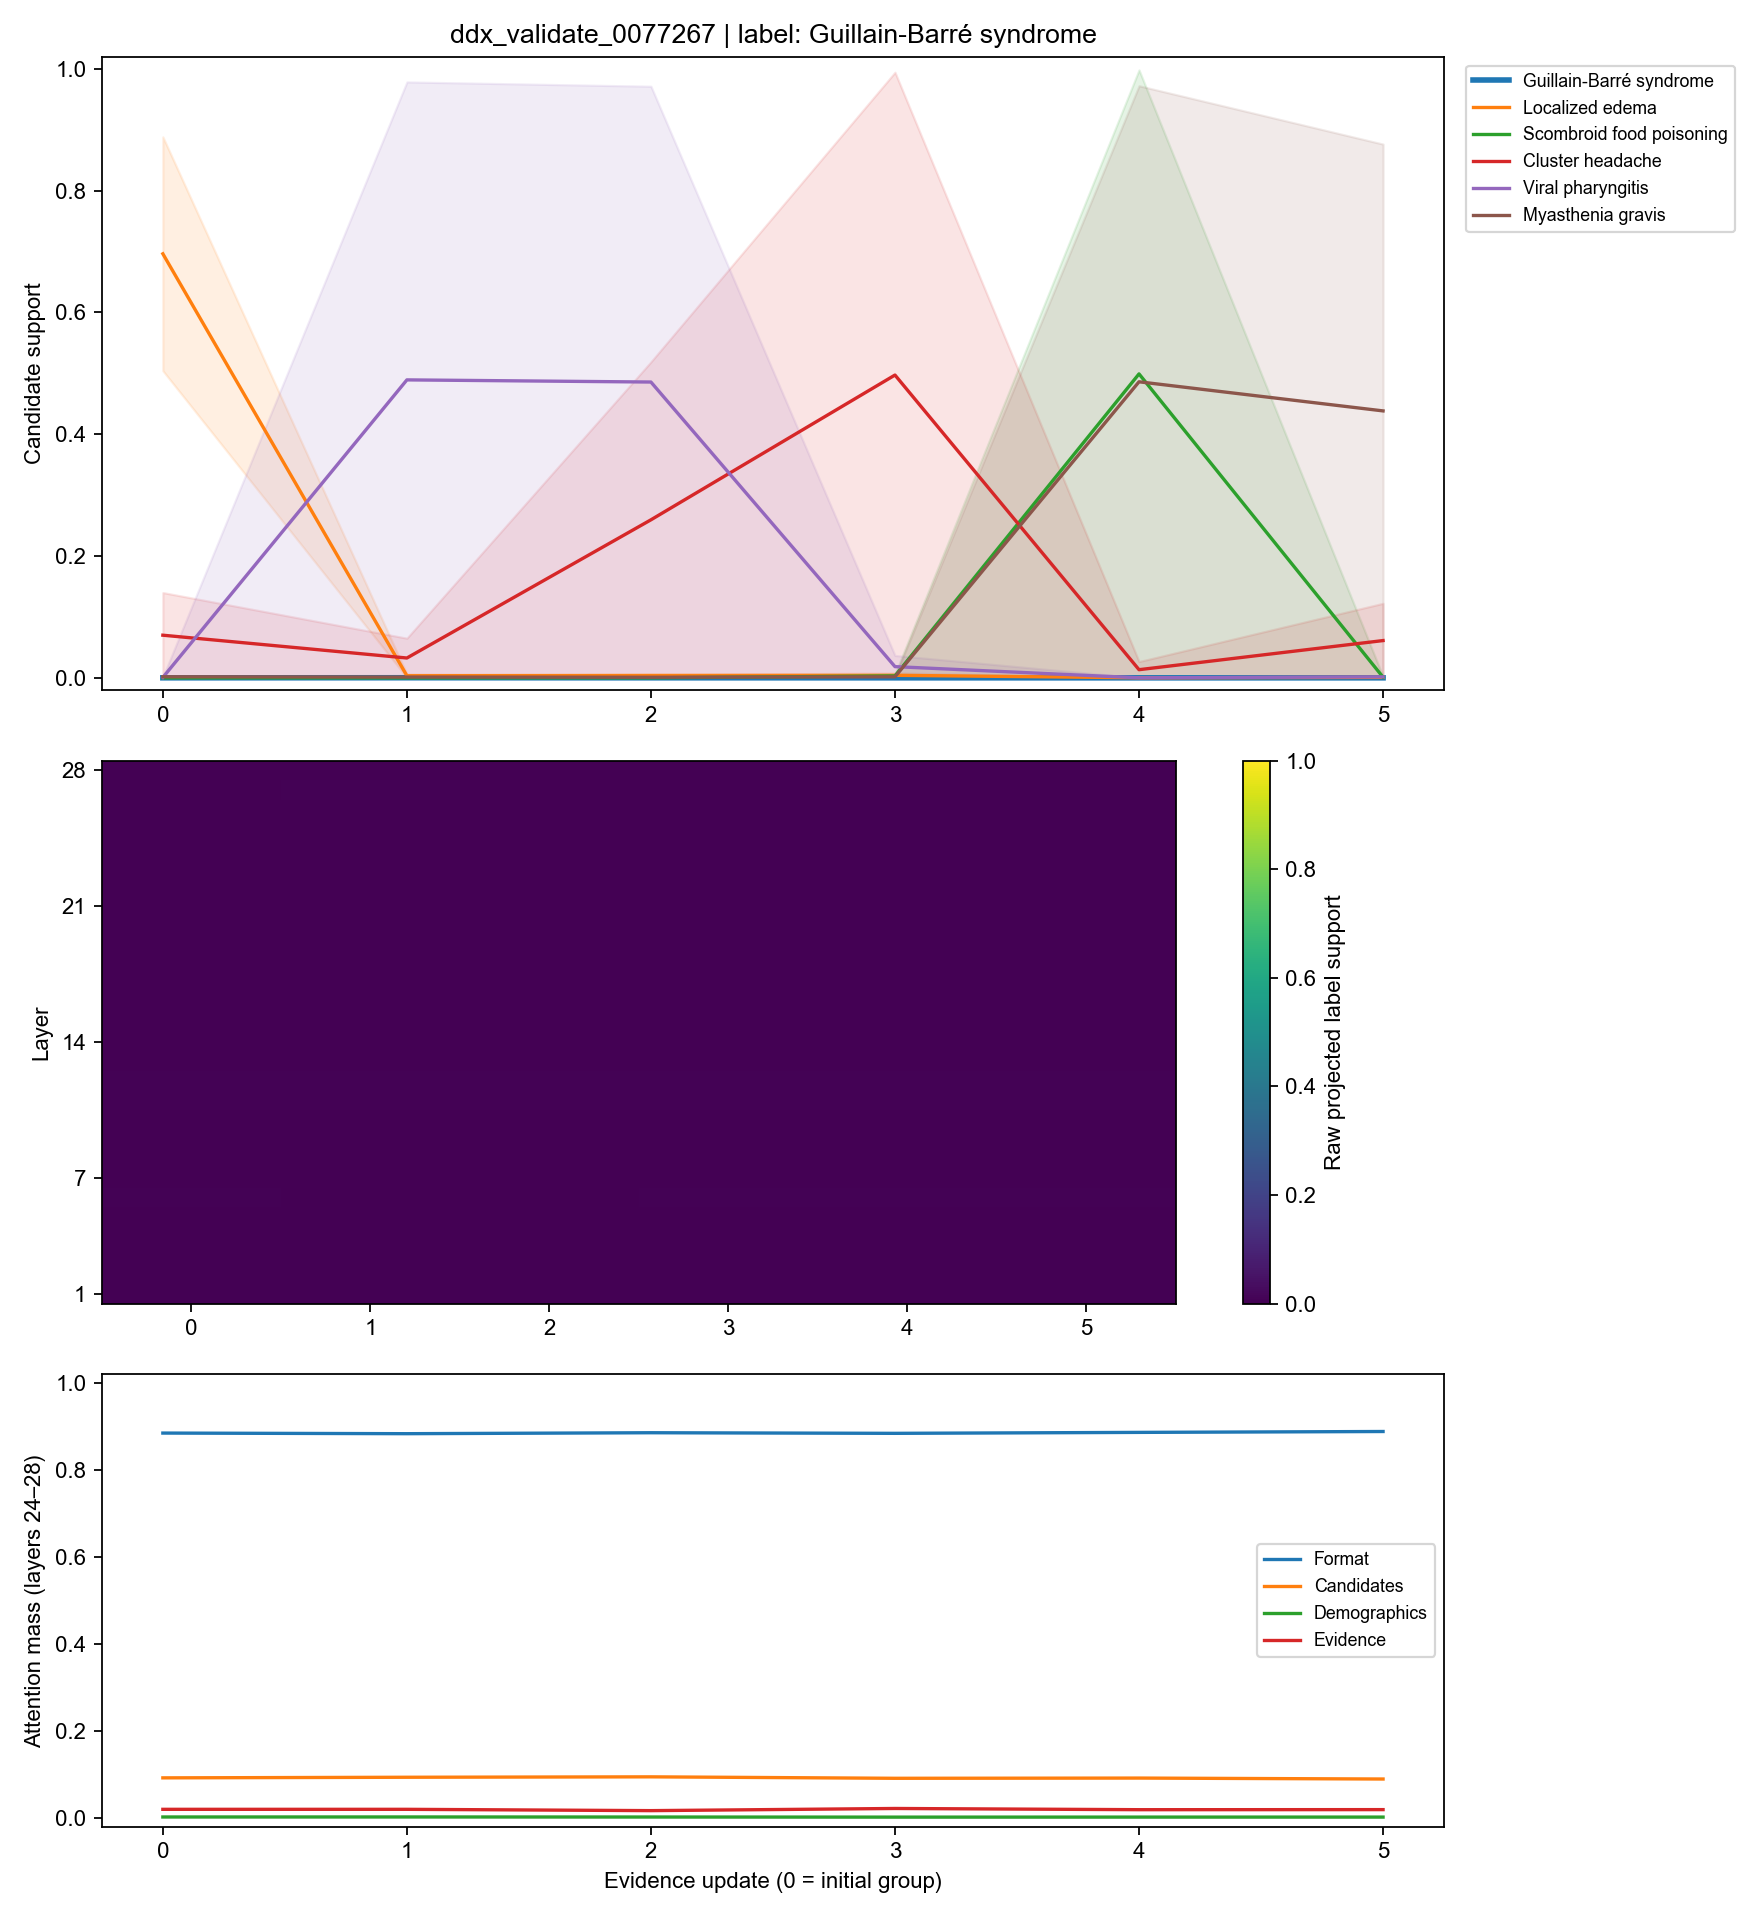 ddx_validate_0077267 | label: Guillain-Barré syndrome
1.0
0.8
0.6
0.4
0.2
0.0
Candidate support
0 1 2 3 4 5
Guillain-Barré syndrome
Localized edema
Scombroid food poisoning
Cluster headache
Viral pharyngitis
Myasthenia gravis
28
21
14
7
1
Layer
0 1 2 3 4 5
1.0
0.8
0.6
0.4
0.2
0.0
Raw projected label support
1.0
0.8
0.6
0.4
0.2
0.0
Attention mass (layers 24–28)
Format
Candidates
Demographics
Evidence
0 1 2 3 4 5
Evidence update (0 = initial group)